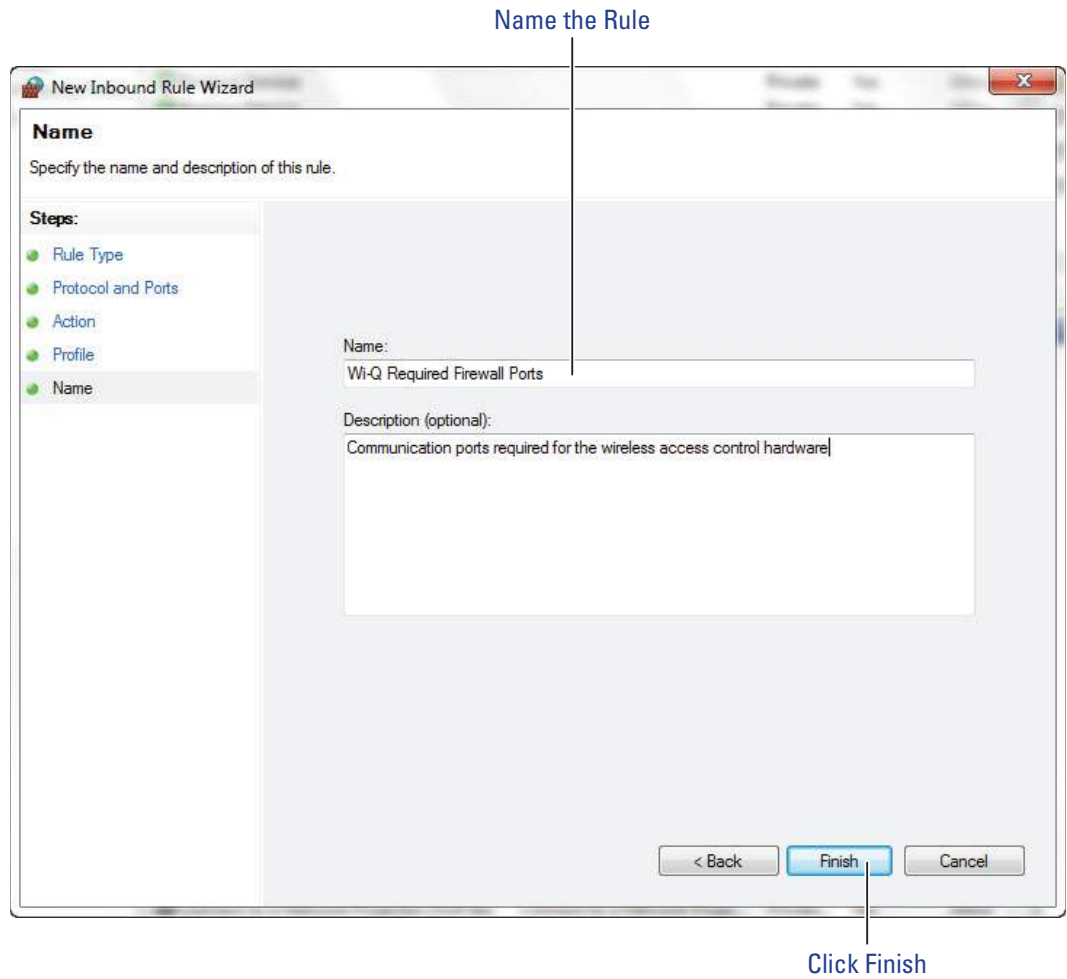 Name the Rule
New Inbound Rule Wizard
Name
Specify the name and description of this rule.
Steps:
Rule Type
Protocol and Ports
Action
Profile
Name
Name:
Wi-Q Required Firewall Ports
Description (optional):
Communication ports required for the wireless access control hardware
< Back Finish Cancel
Click Finish